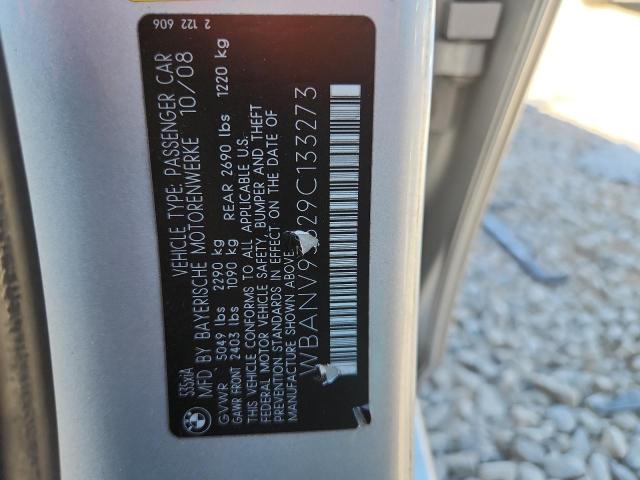 535xiA
VEHICLE TYPE: PASSENGER CAR
MFD BY BAYERISCHE MOTORENWERKE 10/08
GVWR 5049 lbs 2290 kg
GAWR FRONT 2403 lbs 1090 kg REAR 2690 lbs 1220 kg
THIS VEHICLE CONFORMS TO ALL APPLICABLE U.S.
FEDERAL MOTOR VEHICLE SAFETY, BUMPER AND THEFT
PREVENTION STANDARDS IN EFFECT ON THE DATE OF
MANUFACTURE SHOWN ABOVE
2 122 606